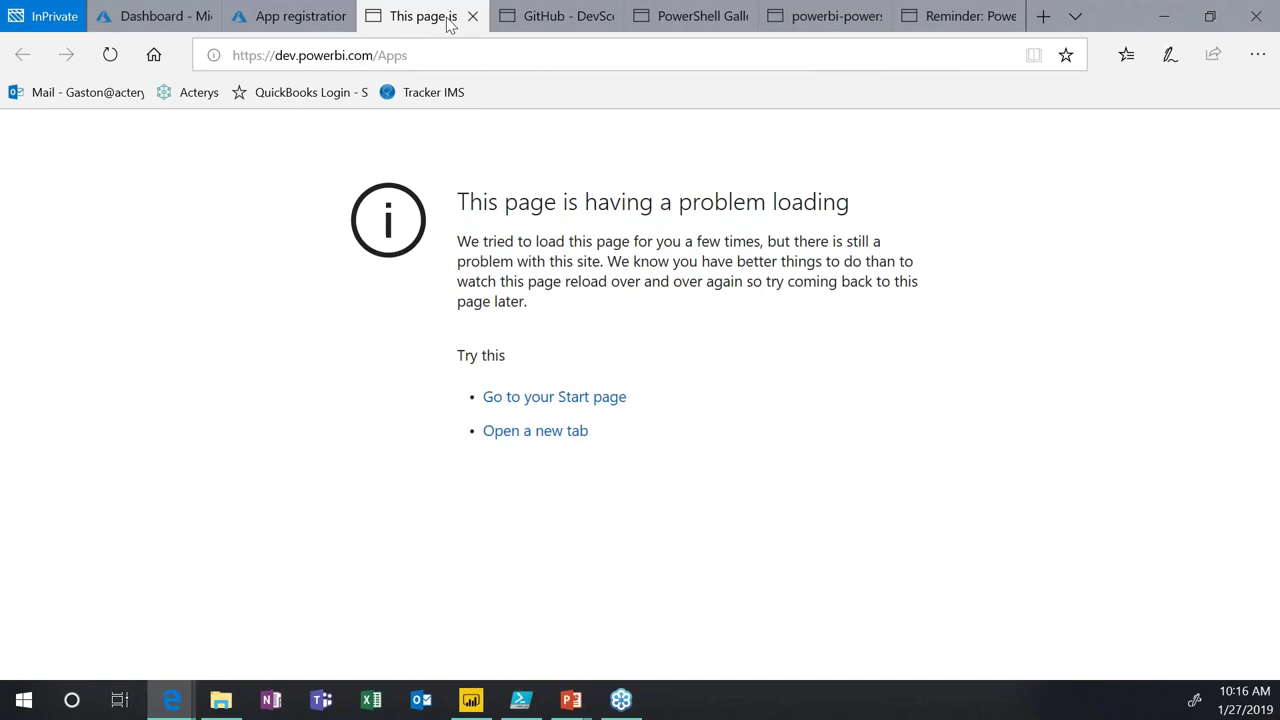 InPrivate
Dashboard - Mi
App registration
This page is
GitHub - DevSc
PowerShell Gall
powerbi-powers
Reminder: Powe
https://dev.powerbi.com/Apps
Mail - Gaston@actery
Acterys
QuickBooks Login - S
Tracker IMS
This page is having a problem loading
We tried to load this page for you a few times, but there is still a
problem with this site. We know you have better things to do than to
watch this page reload over and over again so try coming back to this
page later.
Try this
• Go to your Start page
• Open a new tab
10:16 AM
1/27/2019